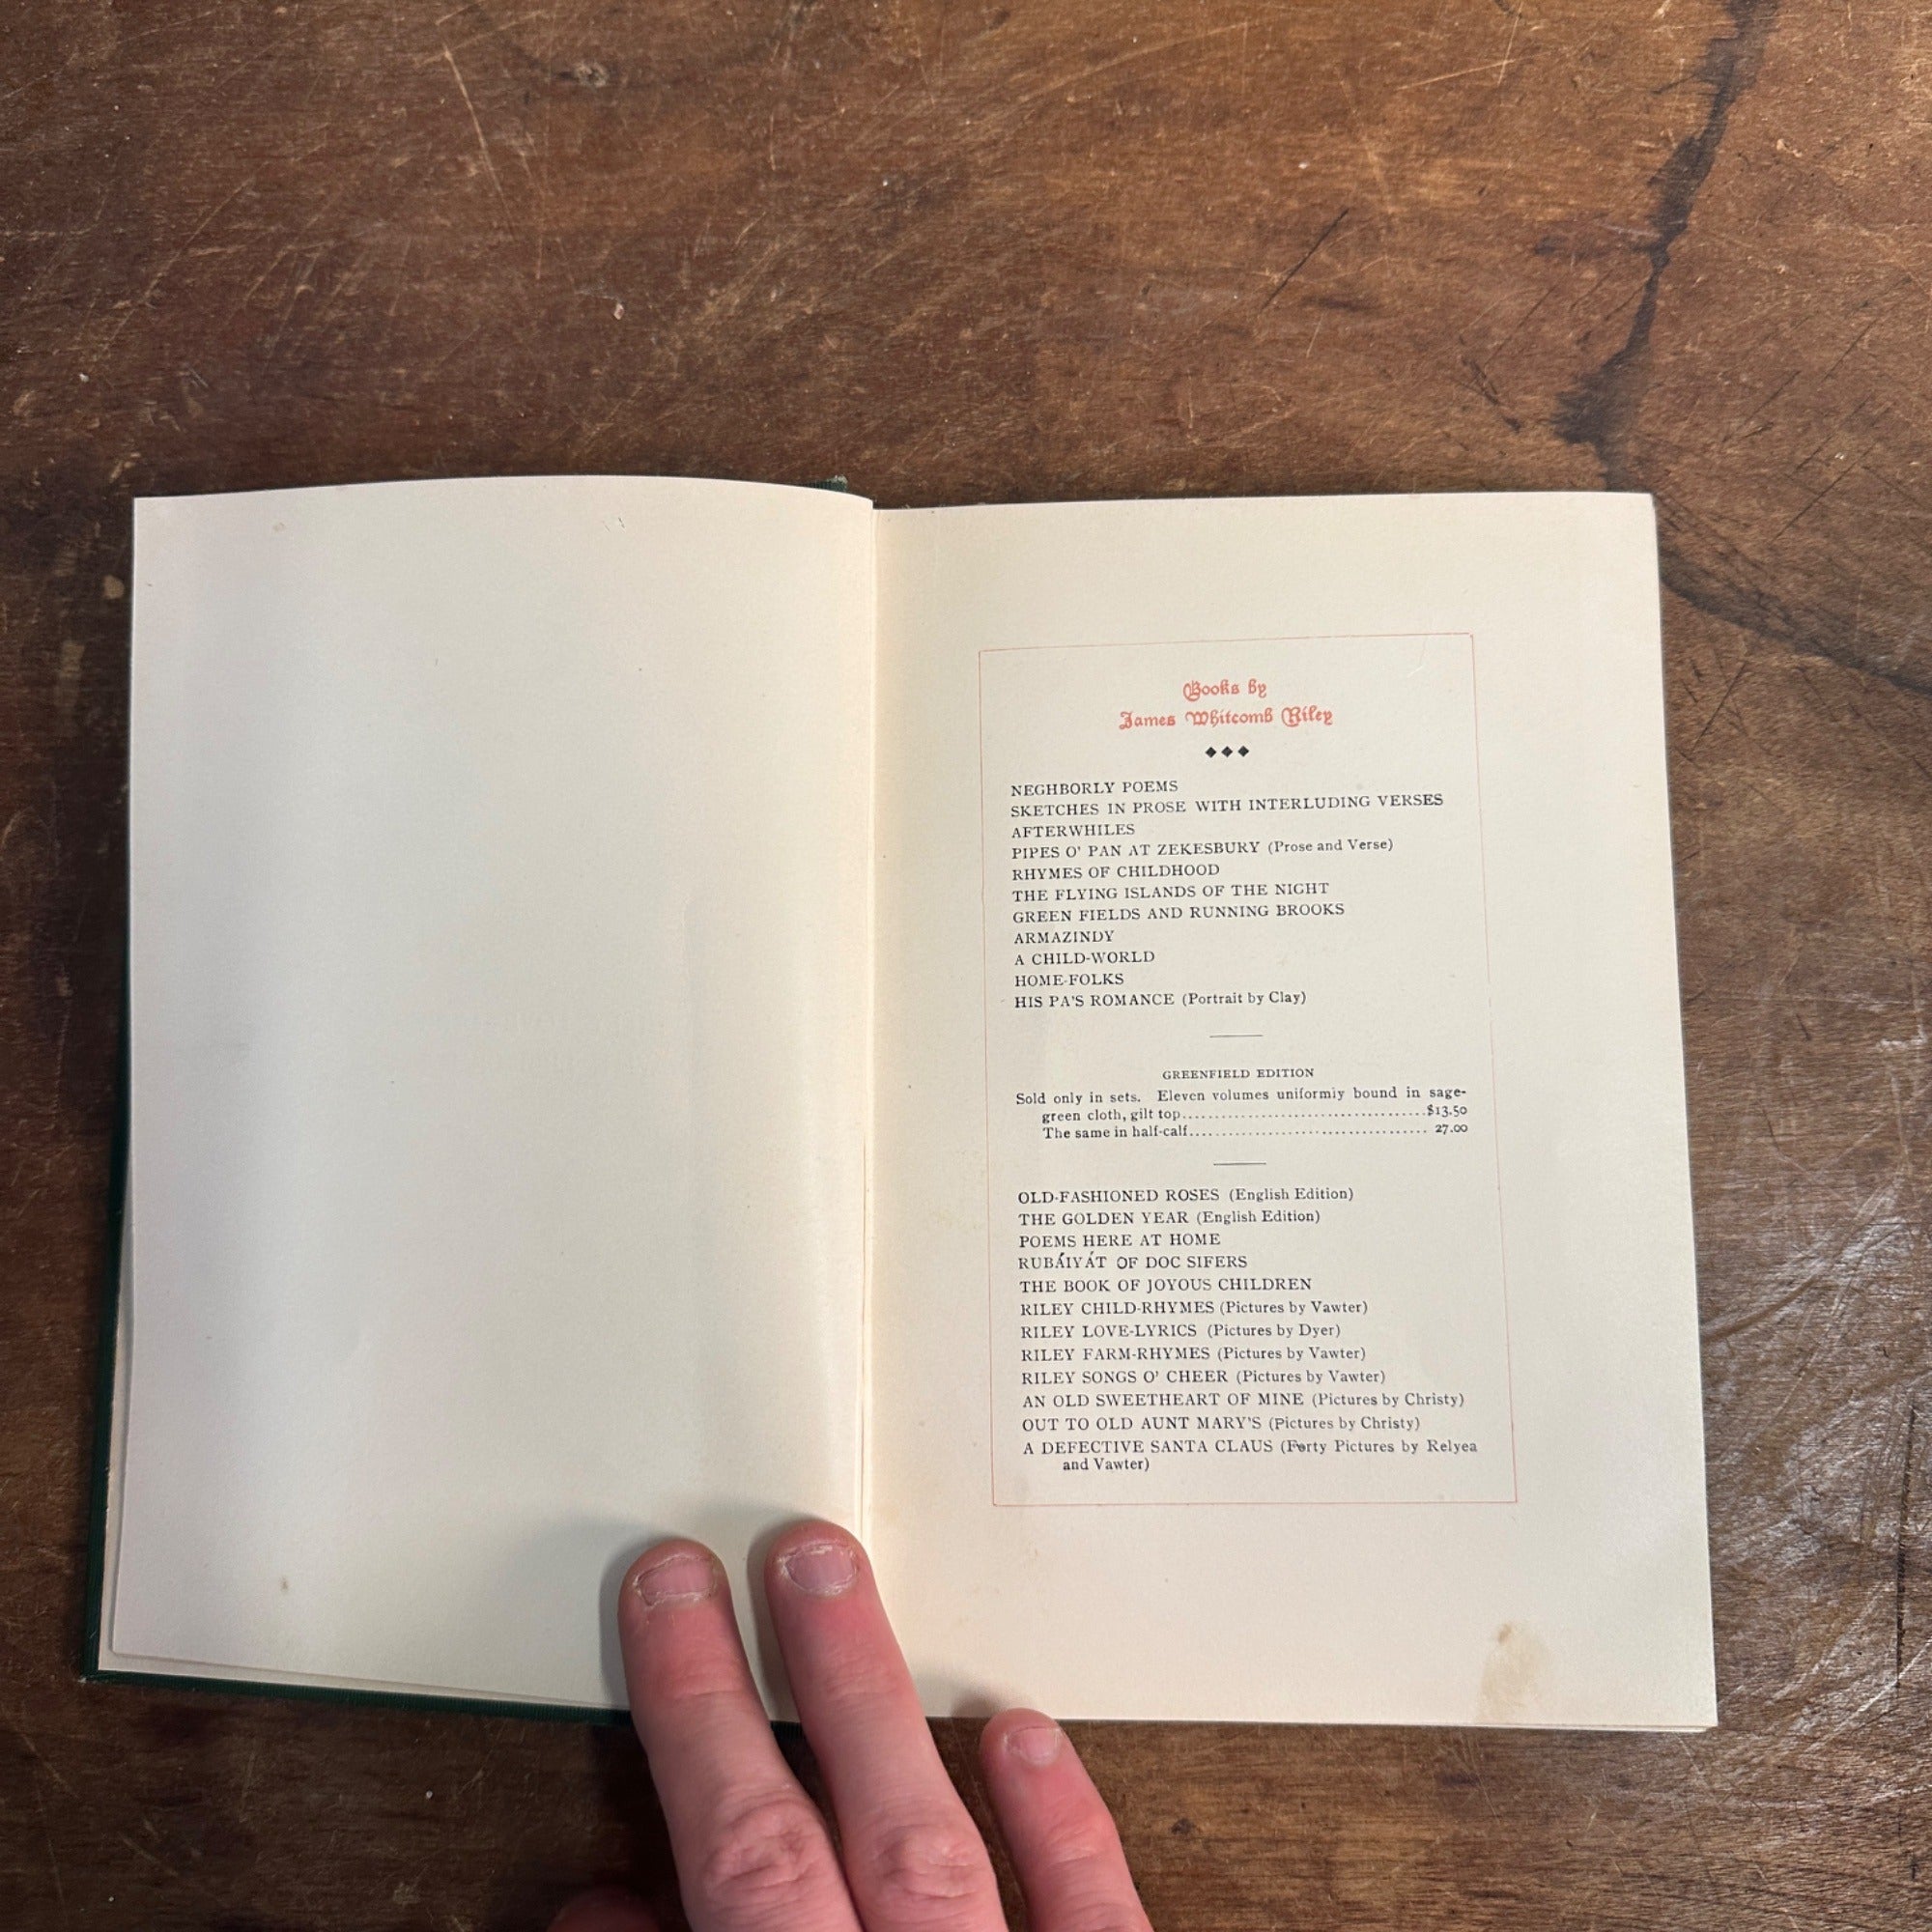 Books by
James Whitcomb Riley
NEGHBORLY POEMS
SKETCHES IN PROSE WITH INTERLUDING VERSES
AFTERWHILES
PIPES O' PAN AT ZEKESBURY (Prose and Verse)
RHYMES OF CHILDHOOD
THE FLYING ISLANDS OF THE NIGHT
GREEN FIELDS AND RUNNING BROOKS
ARMAZINDY
A CHILD-WORLD
HOME-FOLKS
HIS PA'S ROMANCE (Portrait by Clay)
GREENFIELD EDITION
Sold only in sets. Eleven volumes uniformly bound in sage-
green cloth, gilt top.....................................$13.50
The same in half-calf.................................... 27.00
OLD-FASHIONED ROSES (English Edition)
THE GOLDEN YEAR (English Edition)
POEMS HERE AT HOME
RUBÁIYÁT OF DOC SIFERS
THE BOOK OF JOYOUS CHILDREN
RILEY CHILD-RHYMES (Pictures by Vawter)
RILEY LOVE-LYRICS (Pictures by Dyer)
RILEY FARM-RHYMES (Pictures by Vawter)
RILEY SONGS O' CHEER (Pictures by Vawter)
AN OLD SWEETHEART OF MINE (Pictures by Christy)
OUT TO OLD AUNT MARY'S (Pictures by Christy)
A DEFECTIVE SANTA CLAUS (Forty Pictures by Relyea
and Vawter)